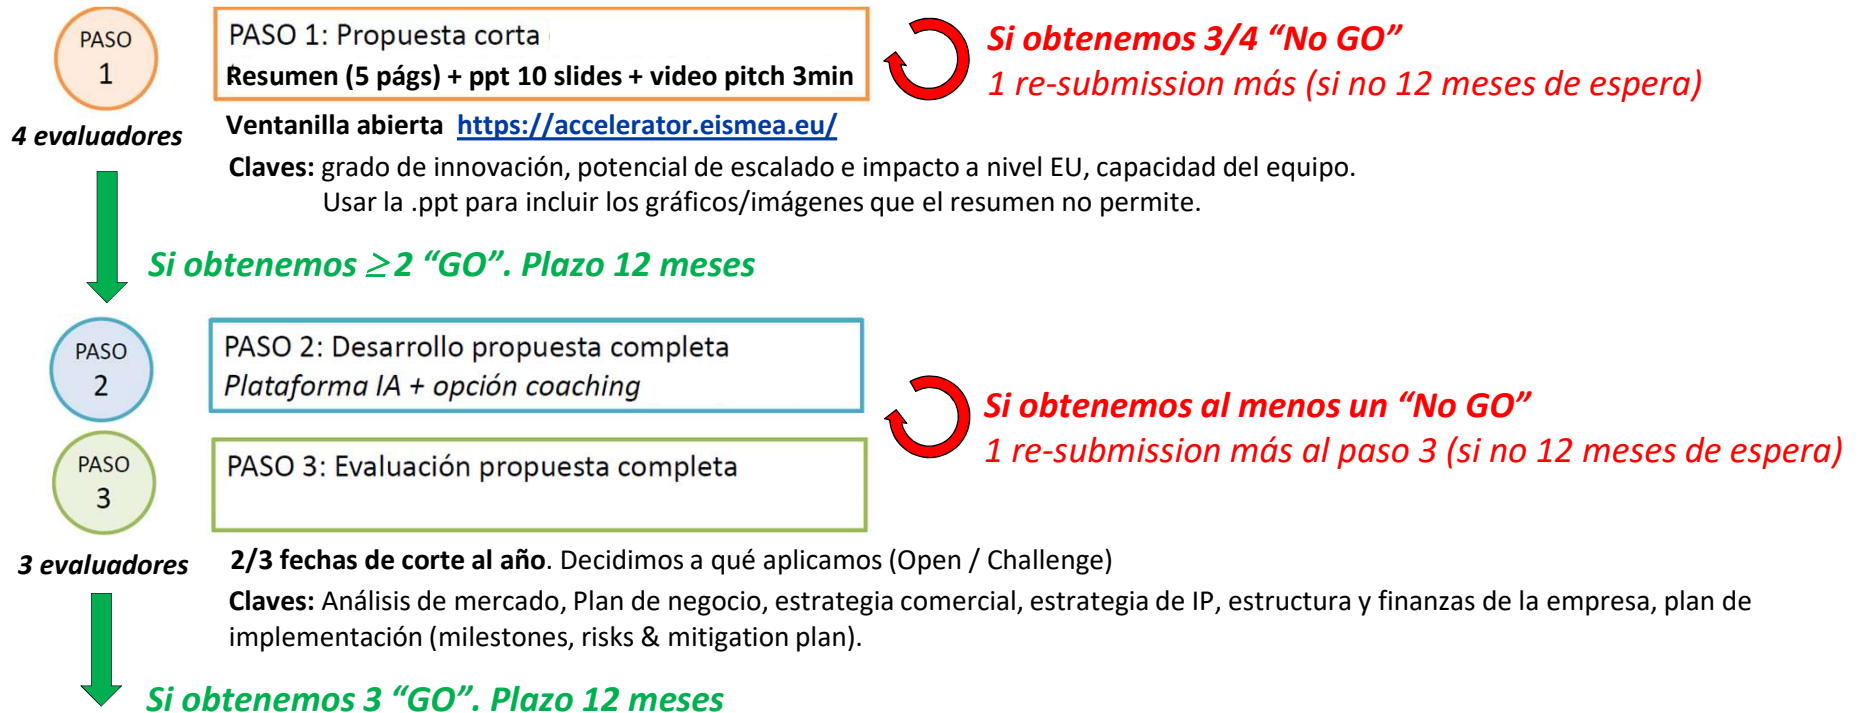 PASO
1
PASO 1: Propuesta corta
Resumen (5 págs) + ppt 10 slides + video pitch 3min
Si obtenemos 3/4 “No GO”
1 re-submission más (si no 12 meses de espera)
4 evaluadores
Ventanilla abierta https://accelerator.eismea.eu/
Claves: grado de innovación, potencial de escalado e impacto a nivel EU, capacidad del equipo.
Usar la .ppt para incluir los gráficos/imágenes que el resumen no permite.
Si obtenemos ≥2 “GO”. Plazo 12 meses
PASO
2
PASO 2: Desarrollo propuesta completa
Plataforma IA + opción coaching
Si obtenemos al menos un “No GO”
1 re-submission más al paso 3 (si no 12 meses de espera)
PASO
3
PASO 3: Evaluación propuesta completa
3 evaluadores
2/3 fechas de corte al año. Decidimos a qué aplicamos (Open / Challenge)
Claves: Análisis de mercado, Plan de negocio, estrategia comercial, estrategia de IP, estructura y finanzas de la empresa, plan de
implementación (milestones, risks & mitigation plan).
Si obtenemos 3 “GO”. Plazo 12 meses